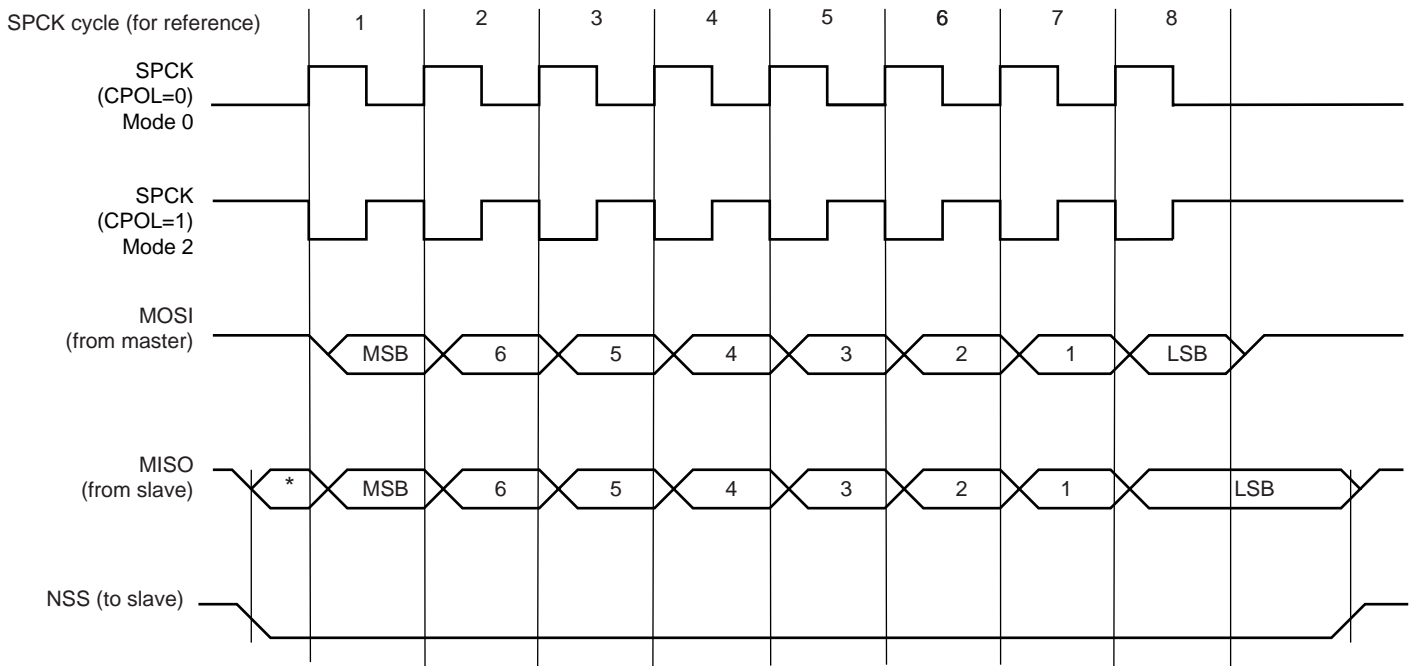 SPCK cycle (for reference)
1 2 3 4 5 6 7 8
SPCK
(CPOL=0)
Mode 0
SPCK
(CPOL=1)
Mode 2
MOSI
(from master)
MSB 6 5 4 3 2 1 LSB
MISO
(from slave)
* MSB 6 5 4 3 2 1 LSB
NSS (to slave)